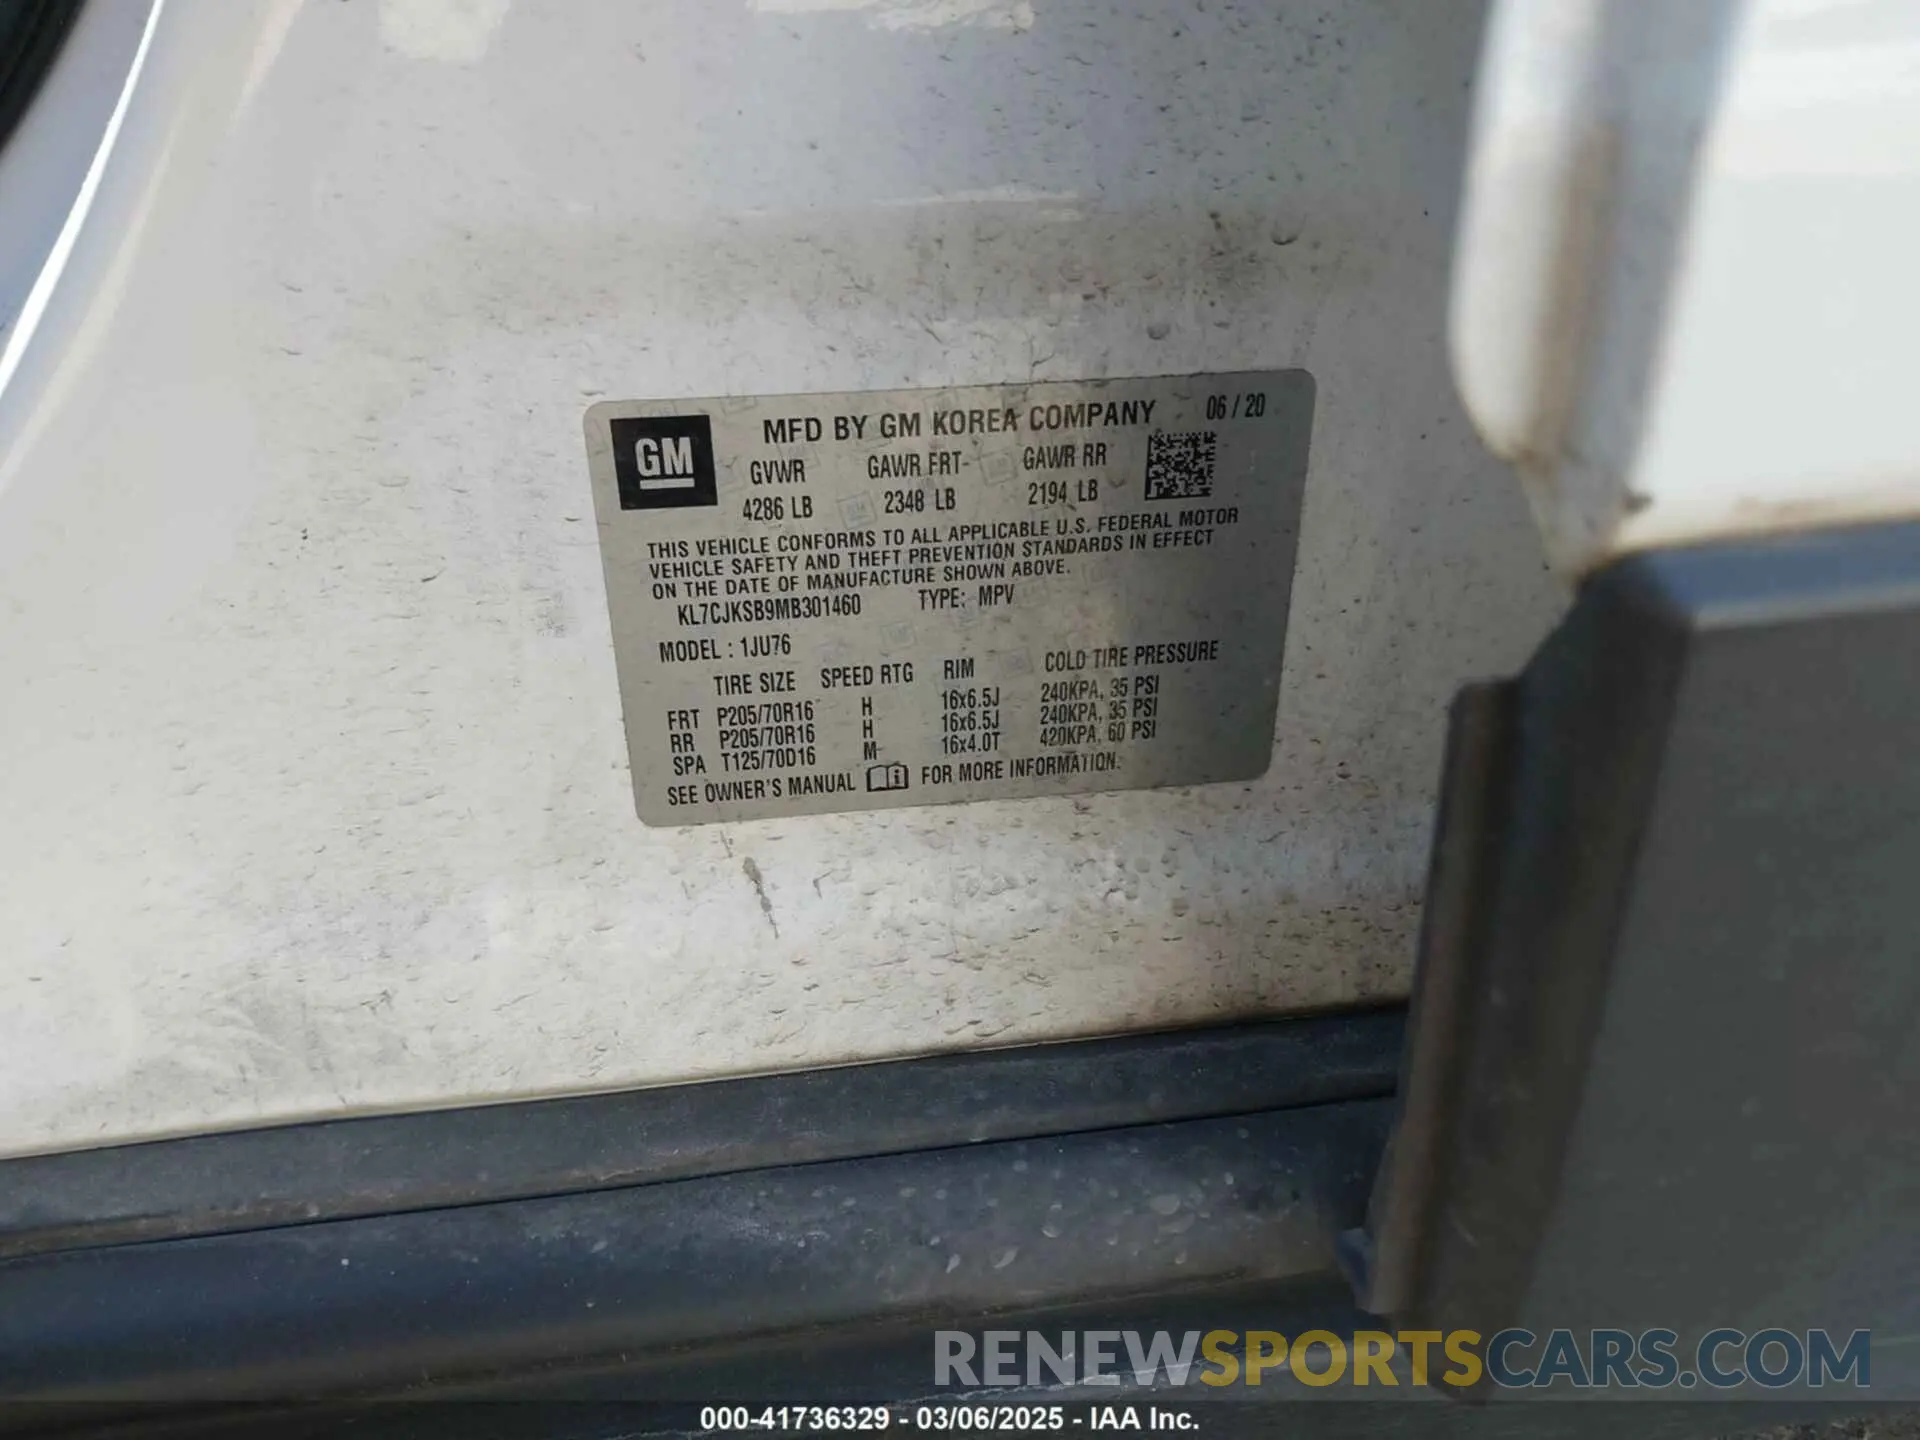 GM
MFD BY GM KOREA COMPANY 06 / 20
GVWR GAWR FRT GAWR RR
4286 LB 2348 LB 2194 LB
THIS VEHICLE CONFORMS TO ALL APPLICABLE U.S. FEDERAL MOTOR
VEHICLE SAFETY AND THEFT PREVENTION STANDARDS IN EFFECT
ON THE DATE OF MANUFACTURE SHOWN ABOVE.
KL7CJKSB9MB301460 TYPE: MPV
MODEL : 1JU76
TIRE SIZE SPEED RTG RIM COLD TIRE PRESSURE
FRT P205/70R16 H 16x6.5J 240KPA, 35 PSI
RR P205/70R16 H 16x6.5J 240KPA, 35 PSI
SPA T125/70D16 M 16x4.0T 420KPA, 60 PSI
SEE OWNER'S MANUAL FOR MORE INFORMATION.
RENEWSPORTSCARS.COM
000-41736329 - 03/06/2025 - IAA Inc.